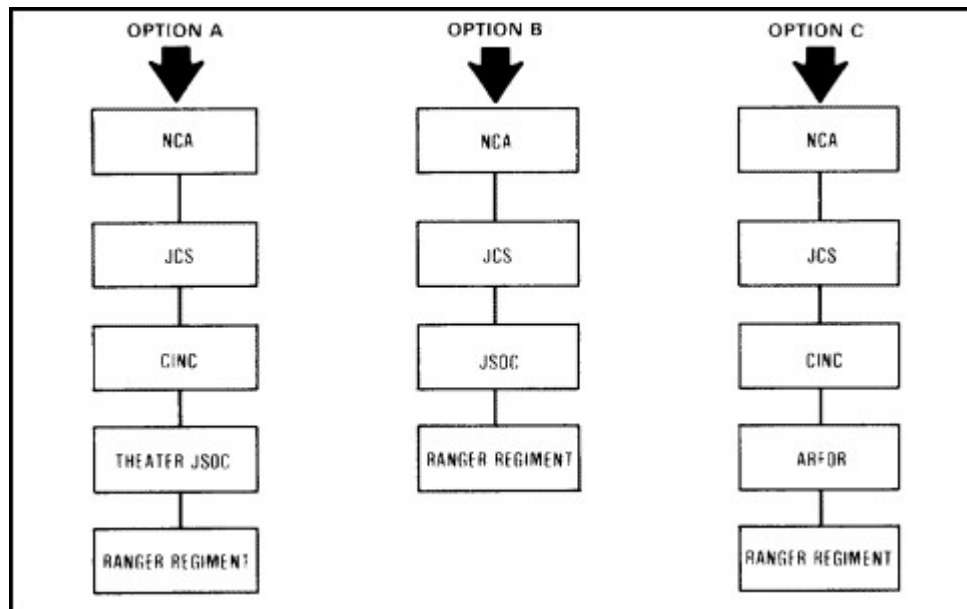 OPTION A
OPTION B
OPTION C
NCA
NCA
NCA
JCS
JCS
JCS
CINC
JSOC
CINC
THEATER JSOC
RANGER REGIMENT
ARFOR
RANGER REGIMENT
RANGER REGIMENT